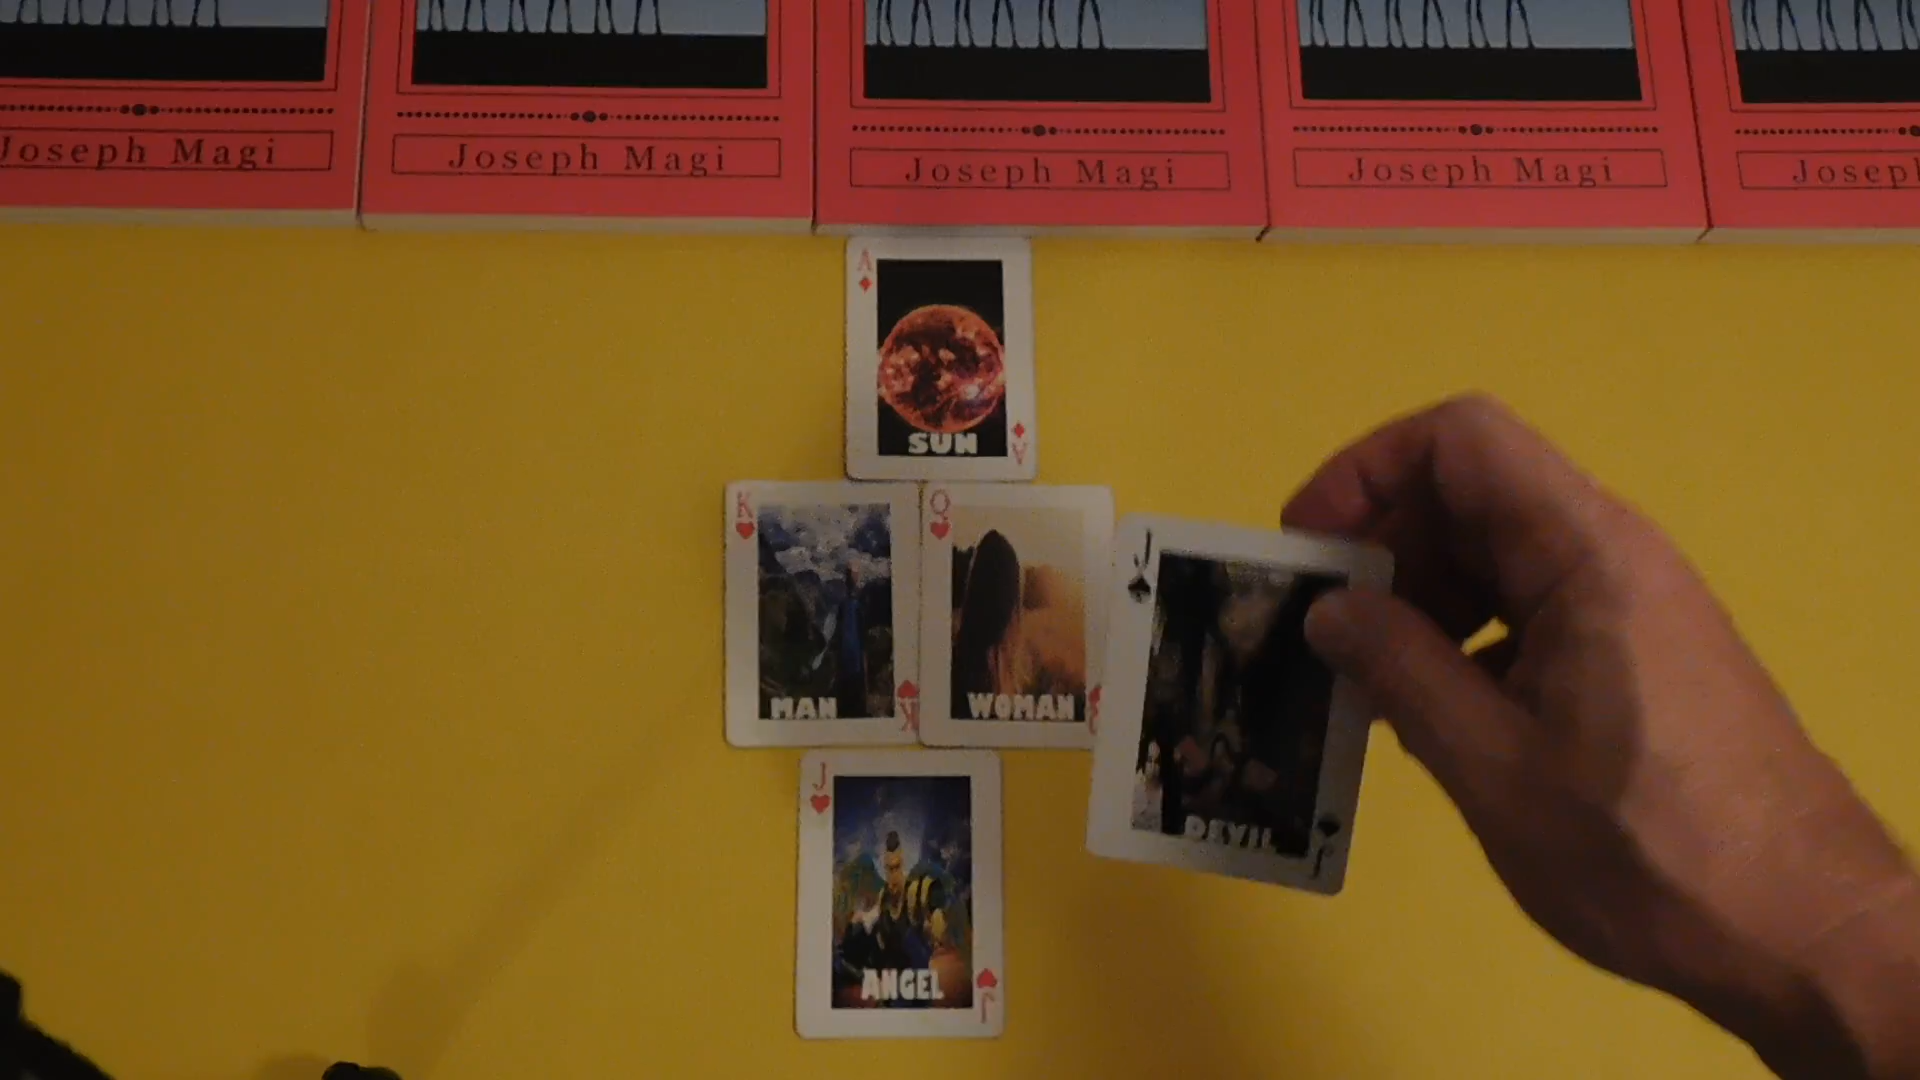 Joseph Magi
Joseph Magi
Joseph Magi
Joseph Magi
Joseph
A
SUN
A
K
MAN
K
Q
WOMAN
Q
J
DEVIL
J
J
ANGEL
J